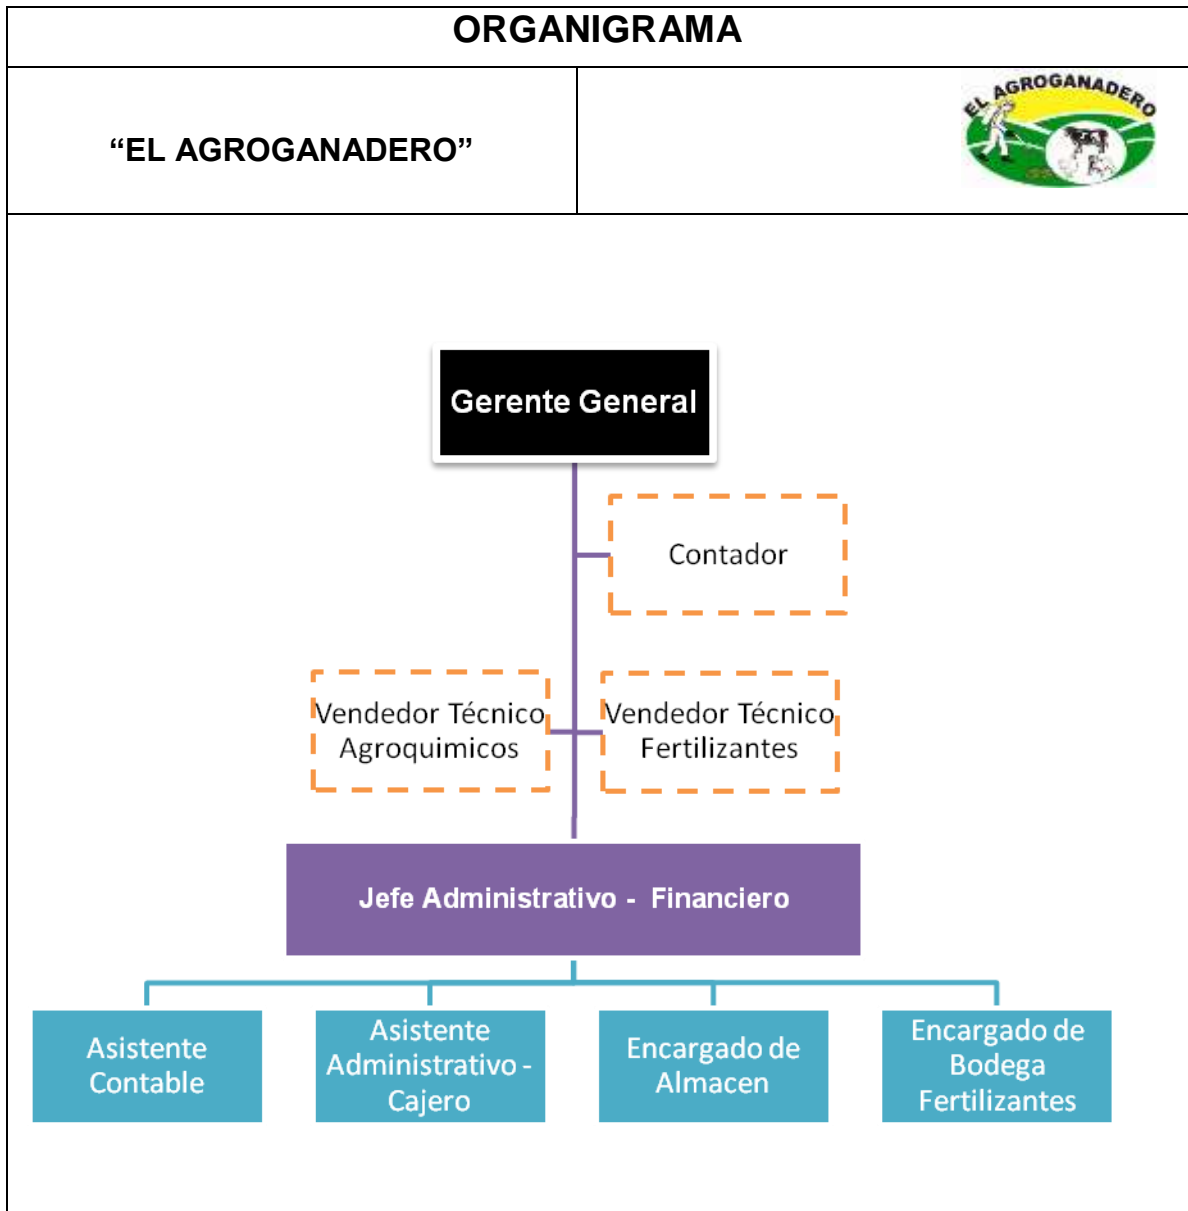 ORGANIGRAMA
“EL AGROGANADERO”
EL AGROGANADERO
Gerente General
Contador
Vendedor Técnico
Agroquimicos
Vendedor Técnico
Fertilizantes
Jefe Administrativo - Financiero
Asistente
Contable
Asistente
Administrativo -
Cajero
Encargado de
Almacen
Encargado de
Bodega
Fertilizantes